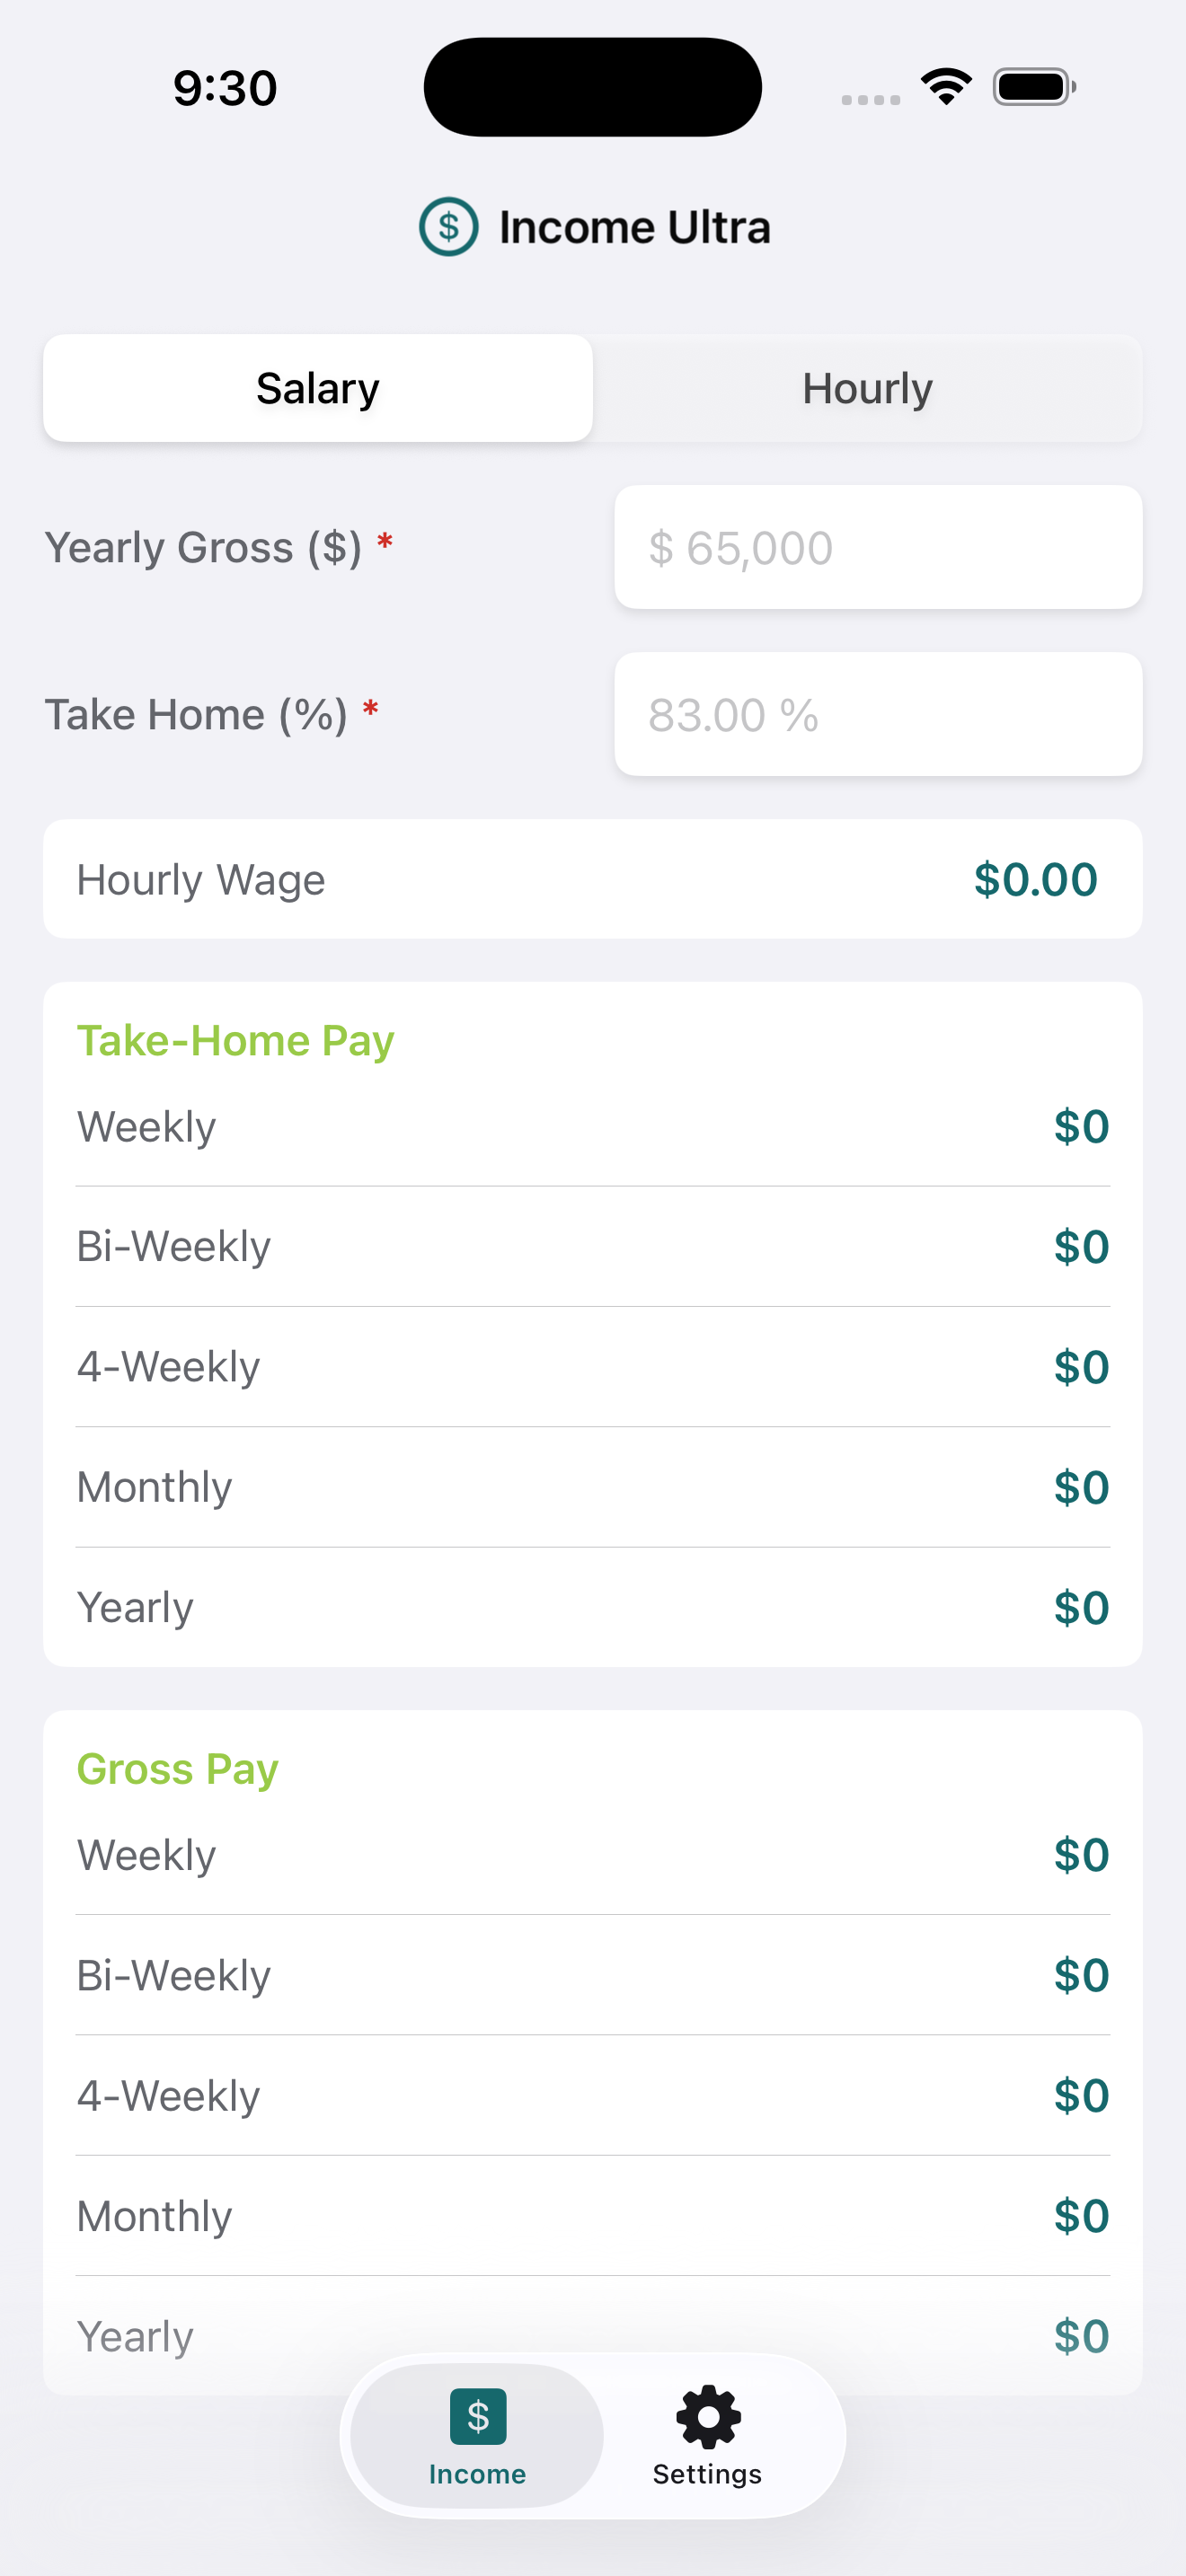 9:30
$ Income Ultra
Salary Hourly
Yearly Gross ($) * $ 65,000
Take Home (%) * 83.00 %
Hourly Wage $0.00
Take-Home Pay
Weekly $0
Bi-Weekly $0
4-Weekly $0
Monthly $0
Yearly $0
Gross Pay
Weekly $0
Bi-Weekly $0
4-Weekly $0
Monthly $0
Yearly $0
$
Income Settings